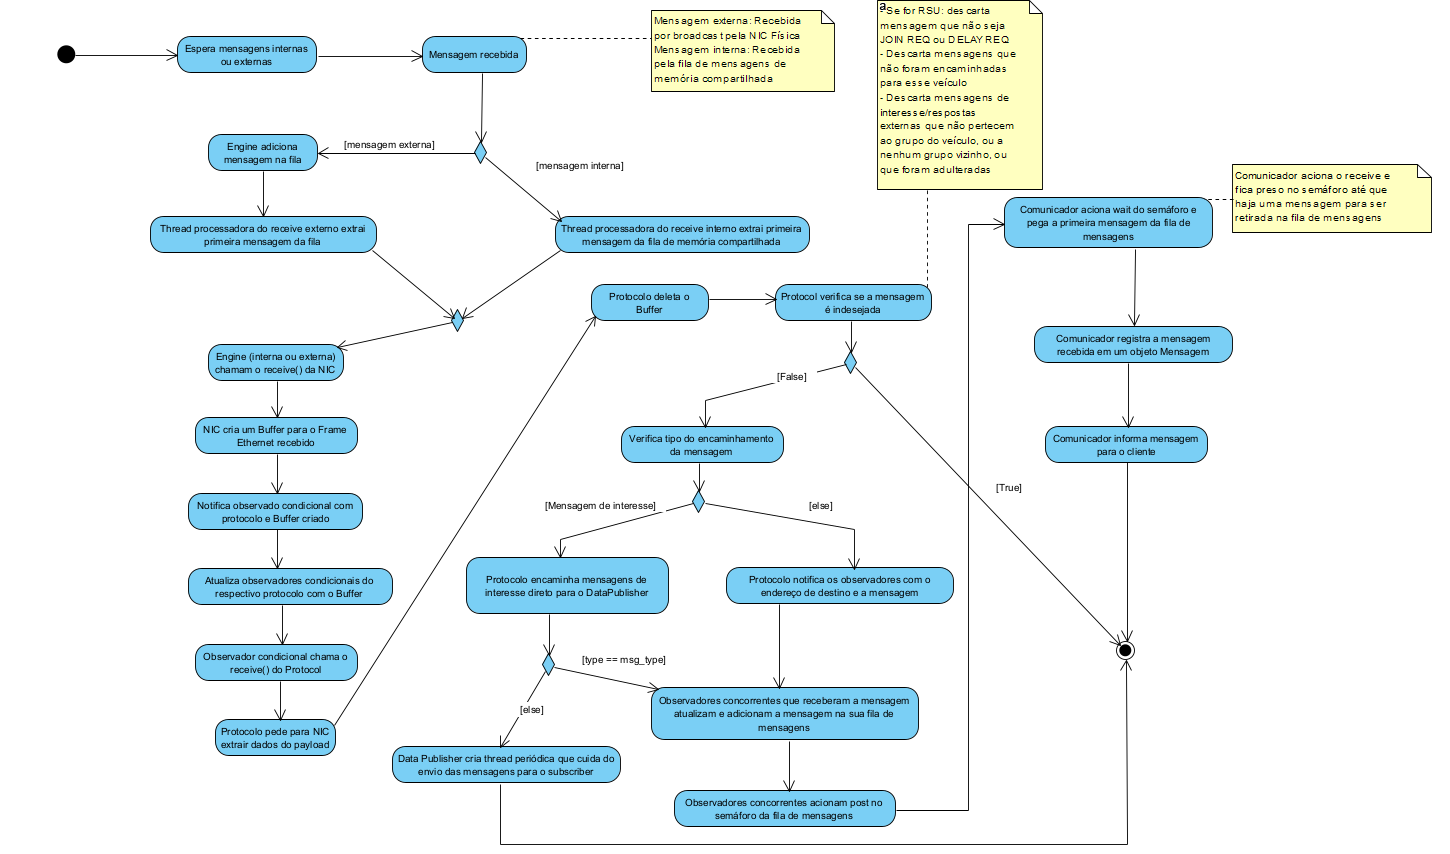 Espera mensagens internas
ou externas
Mensagem recebida
Mensagem externa: Recebida
por broadcast pela NIC Física
Mensagem interna: Recebida
pela fila de mensagens de
memória compartilhada
a
- Se for RSU: descarta
mensagem que não seja
JOIN REQ ou DELAY REQ
- Descarta mensagens que
não foram encaminhadas
para esse veículo
- Descarta mensagens de
interesse/respostas
externas que não pertecem
ao grupo do veículo, ou a
nenhum grupo vizinho, ou
que foram adulteradas
Engine adiciona
mensagem na fila
[mensagem externa]
[mensagem interna]
Comunicador aciona o receive e
fica preso no semáforo até que
haja uma mensagem para ser
retirada na fila de mensagens
Thread processadora do receive externo extrai
primeira mensagem da fila
Thread processadora do receive interno extrai primeira
mensagem da fila de memória compartilhada
Comunicador aciona wait do semáforo e
pega a primeira mensagem da fila de
mensagens
Protocolo deleta o
Buffer
Protocol verifica se a mensagem
é indesejada
Engine (interna ou externa)
chamam o receive() da NIC
Comunicador registra a mensagem
recebida em um objeto Mensagem
[False]
NIC cria um Buffer para o Frame
Ethernet recebido
Verifica tipo do encaminhamento
da mensagem
Comunicador informa mensagem
para o cliente
[True]
Notifica observado condicional com
protocolo e Buffer criado
[Mensagem de interesse]
[else]
Atualiza observadores condicionais do
respectivo protocolo com o Buffer
Protocolo encaminha mensagens de
interesse direto para o DataPublisher
Protocolo notifica os observadores com o
endereço de destino e a mensagem
Observador condicional chama o
receive() do Protocol
[type == msg_type]
[else]
Observadores concorrentes que receberam a mensagem
atualizam e adicionam a mensagem na sua fila de
mensagens
Protocolo pede para NIC
extrair dados do payload
Data Publisher cria thread periódica que cuida do
envio das mensagens para o subscriber
Observadores concorrentes acionam post no
semáforo da fila de mensagens